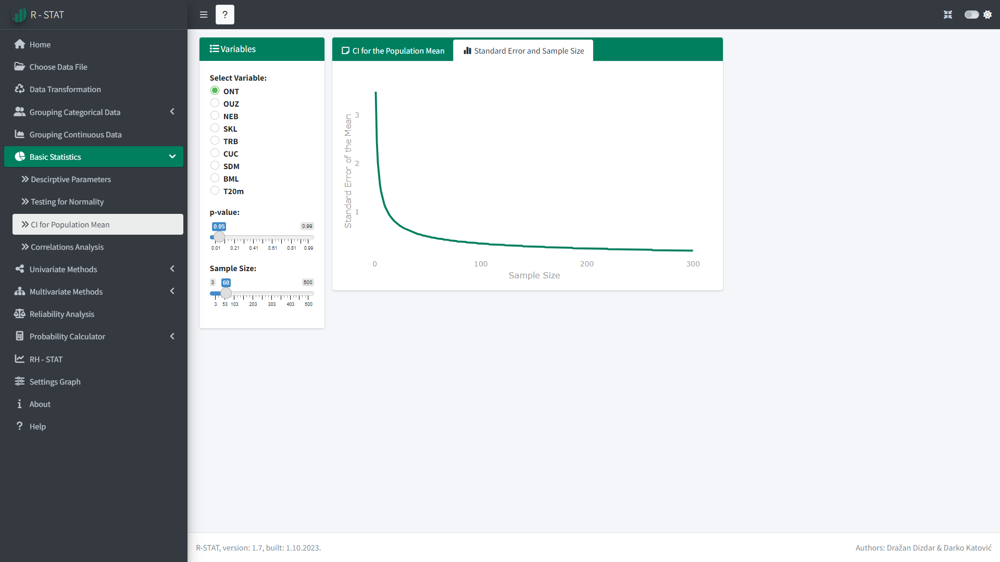 R - STAT
?
Home
Choose Data File
Data Transformation
Grouping Categorical Data
Grouping Continuous Data
Basic Statistics
Descirptive Parameters
Testing for Normality
CI for Population Mean
Correlations Analysis
Univariate Methods
Multivariate Methods
Reliability Analysis
Probability Calculator
RH - STAT
Settings Graph
About
Help
Variables
Select Variable:
ONT
OUZ
NEB
SKL
TRB
CUC
SDM
BML
T20m
p-value:
0.05 0.99
0.01 0.21 0.41 0.61 0.81 0.99
Sample Size:
3 60 500
3 53 103 203 303 403 500
CI for the Population Mean
Standard Error and Sample Size
Standard Error of the Mean
3
2
1
0 100 200 300
Sample Size
R-STAT, version: 1.7, built: 1.10.2023.
Authors: Dražan Dizdar & Darko Katović